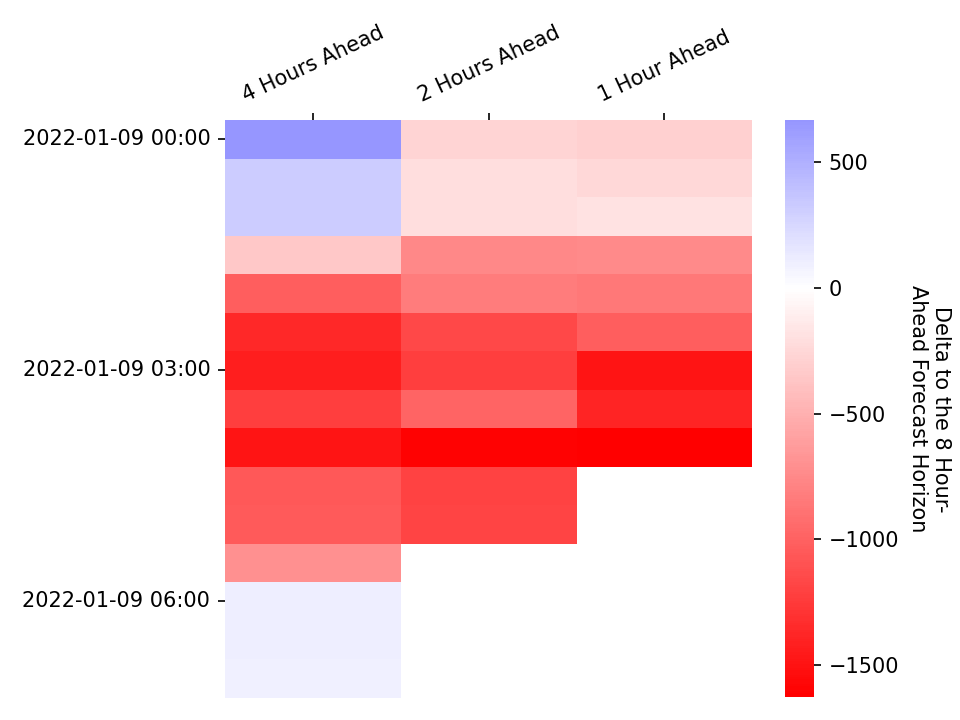 4 Hours Ahead
2 Hours Ahead
1 Hour Ahead
2022-01-09 00:00
2022-01-09 03:00
2022-01-09 06:00
500
0
−500
−1000
−1500
Delta to the 8 Hour-
Ahead Forecast Horizon